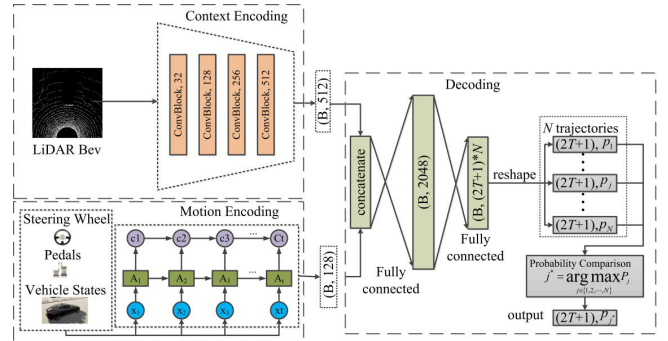 Context Encoding
ConvBlock, 32
ConvBlock, 128
ConvBlock, 256
ConvBlock, 512
LiDAR Bev
(B, 512)
Motion Encoding
Steering Wheel
Pedals
Vehicle States
c1 c2 c3 ... Ct
A₁ A₂ A₃ ... Aₜ
x₁ x₂ x₃ ... xt
(B, 128)
Decoding
concatenate
Fully
connected
(B, 2048)
Fully
connected
(B, (2T+1)*N
reshape
N trajectories
(2T+1), p₁
(2T+1), pⱼ
(2T+1), p_N
Probability Comparison
j* = arg max Pⱼ
j∈{1,2,···,N}
output
(2T+1), p_j*